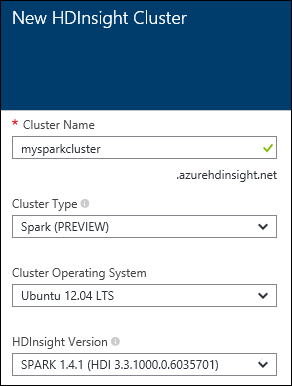 New HDInsight Cluster
* Cluster Name
mysparkcluster
.azurehdinsight.net
Cluster Type
Spark (PREVIEW)
Cluster Operating System
Ubuntu 12.04 LTS
HDInsight Version
SPARK 1.4.1 (HDI 3.3.1000.0.6035701)